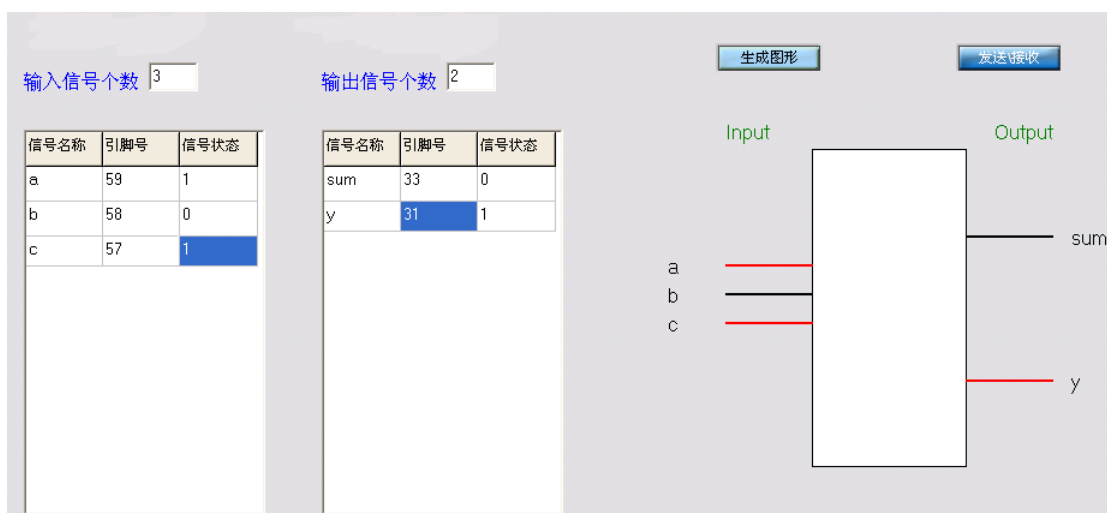 生成图形 发送\接收
输入信号个数 3 输出信号个数 2
Input Output
信号名称 引脚号 信号状态 信号名称 引脚号 信号状态
a 59 1 sum 33 0
b 58 0 y 31 1
c 57 1
sum
a
b
c
y